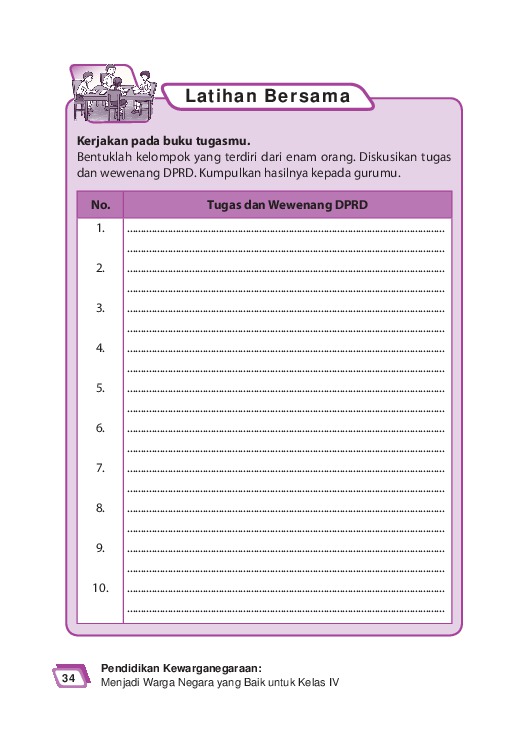 Latihan Bersama
Kerjakan pada buku tugasmu.
Bentuklah kelompok yang terdiri dari enam orang. Diskusikan tugas
dan wewenang DPRD. Kumpulkan hasilnya kepada gurumu.
No. Tugas dan Wewenang DPRD
1. ................................................................................
................................................................................
2. ................................................................................
................................................................................
3. ................................................................................
................................................................................
4. ................................................................................
................................................................................
5. ................................................................................
................................................................................
6. ................................................................................
................................................................................
7. ................................................................................
................................................................................
8. ................................................................................
................................................................................
9. ................................................................................
................................................................................
10. ................................................................................
................................................................................
Pendidikan Kewarganegaraan:
34 Menjadi Warga Negara yang Baik untuk Kelas IV